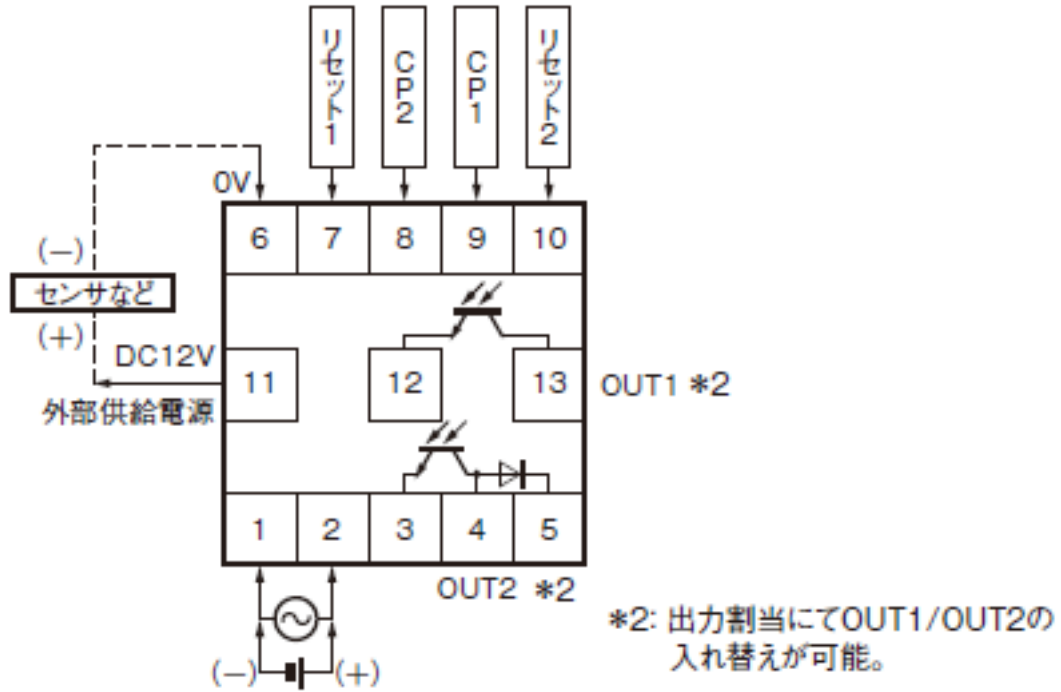 リセット1
CP2
CP1
リセット2
0V
6 7 8 9 10
(−)
センサなど
(+)
DC12V
11 12 13 OUT1 *2
外部供給電源
1 2 3 4 5
OUT2 *2
(−) (+)
*2: 出力割当にてOUT1/OUT2の
入れ替えが可能。